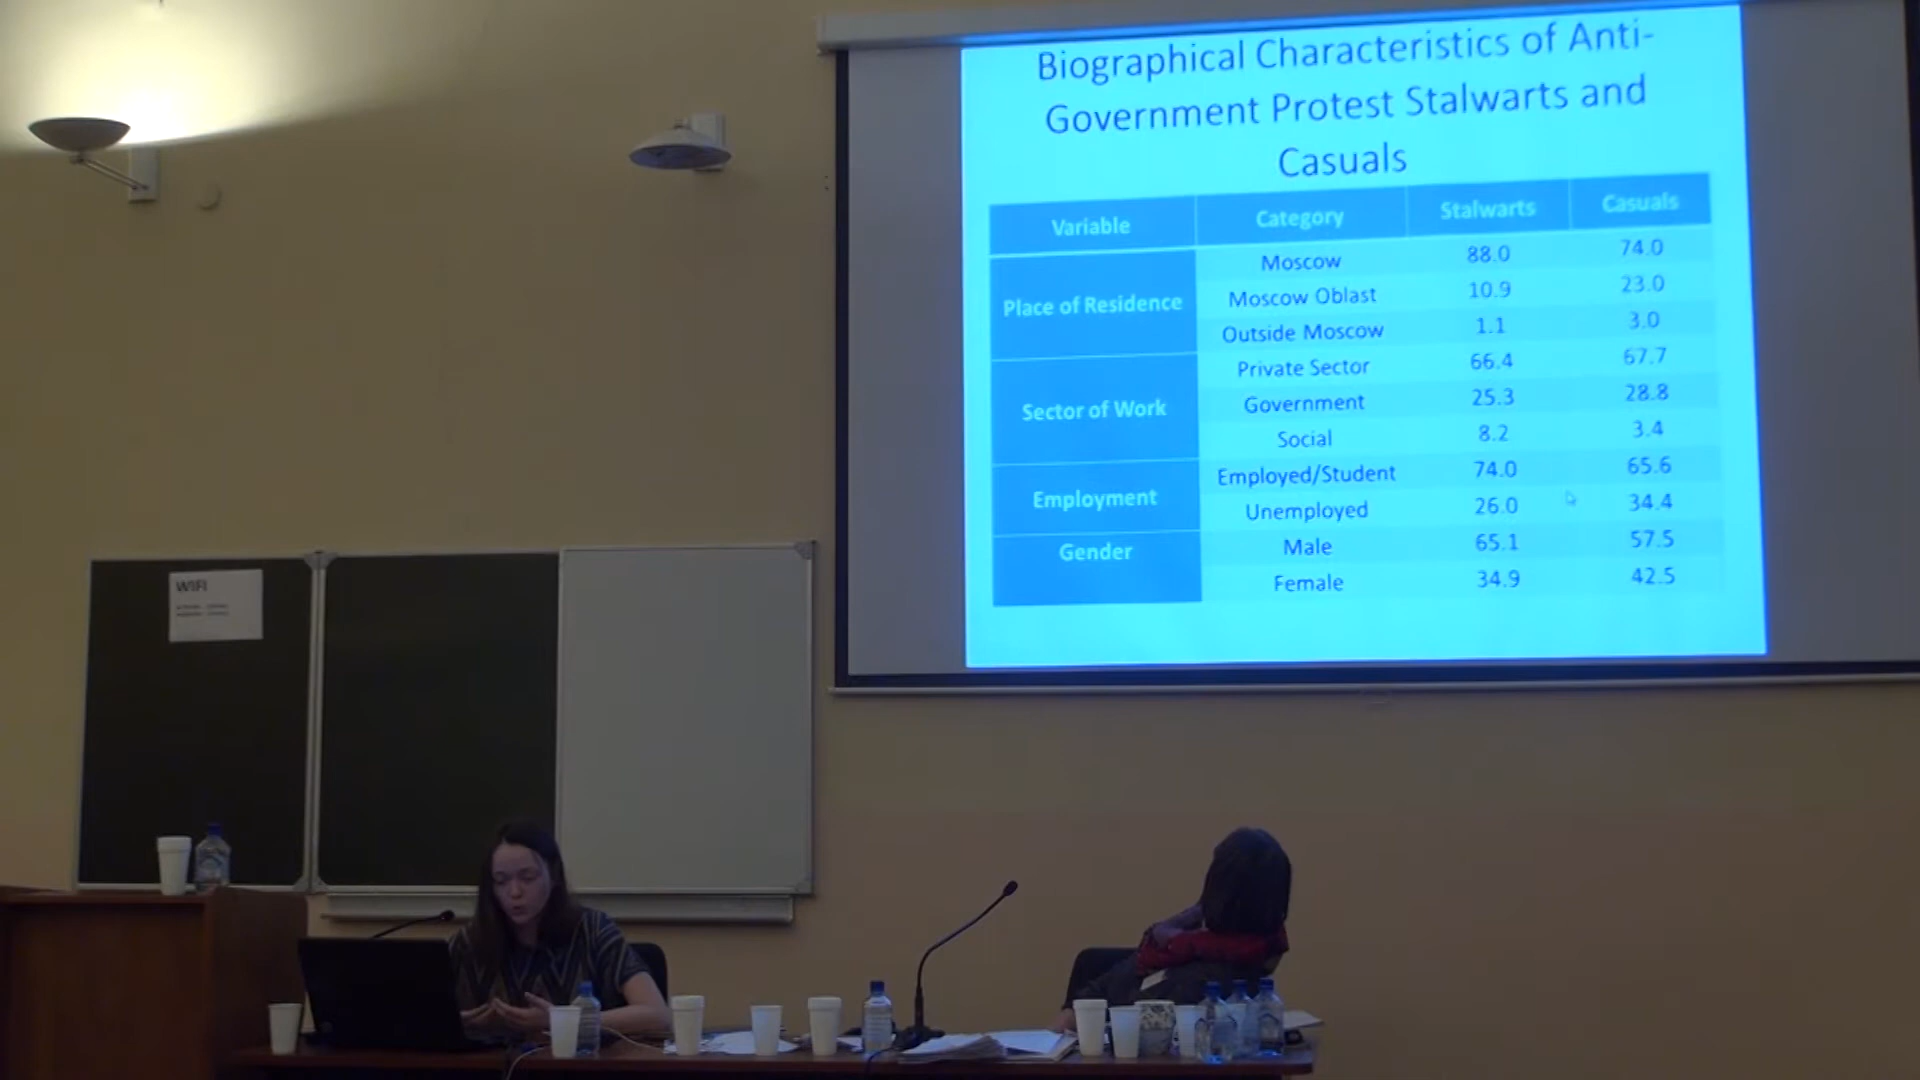 Biographical Characteristics of Anti-
Government Protest Stalwarts and
Casuals
Variable Category Stalwarts Casuals
Place of Residence Moscow 88.0 74.0
Moscow Oblast 10.9 23.0
Outside Moscow 1.1 3.0
Sector of Work Private Sector 66.4 67.7
Government 25.3 28.8
Social 8.2 3.4
Employment Employed/Student 74.0 65.6
Unemployed 26.0 34.4
Gender Male 65.1 57.5
Female 34.9 42.5
WIFI